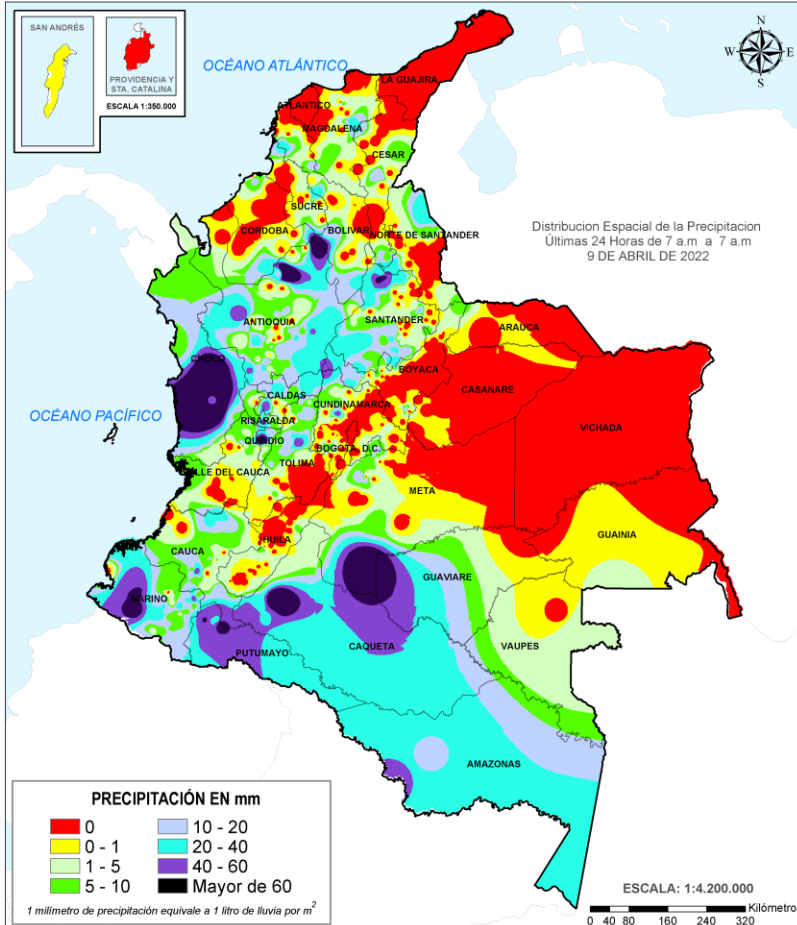 SAN ANDRÉS
PROVIDENCIA Y
STA. CATALINA
ESCALA 1:350.000
OCÉANO ATLÁNTICO
N
W
E
S
LA GUAJIRA
ATLANTICO
MAGDALENA
CESAR
SUCRE
CORDOBA
BOLIVAR
NORTE DE SANTANDER
Distribucion Espacial de la Precipitacion
Últimas 24 Horas de 7 a.m a 7 a.m
9 DE ABRIL DE 2022
ANTIOQUIA
SANTANDER
ARAUCA
CHOCO
BOYACA
CASANARE
OCÉANO PACÍFICO
CALDAS
CUNDINAMARCA
VICHADA
RISARALDA
QUINDIO
BOGOTA, D.C.
TOLIMA
VALLE DEL CAUCA
META
GUAINIA
HUILA
CAUCA
GUAVIARE
NARINO
VAUPES
CAQUETA
PUTUMAYO
AMAZONAS
PRECIPITACIÓN EN mm
0
0 - 1
1 - 5
5 - 10
10 - 20
20 - 40
40 - 60
Mayor de 60
1 milímetro de precipitación equivale a 1 litro de lluvia por m²
ESCALA: 1:4.200.000
Kilómetro
0 40 80 160 240 320